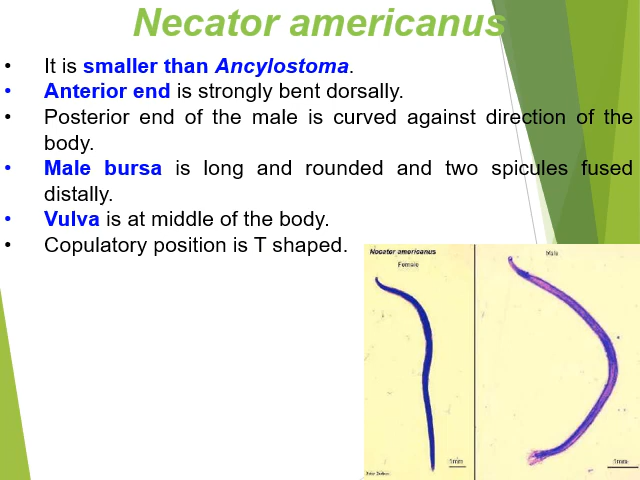 Necator americanus
• It is smaller than Ancylostoma.
• Anterior end is strongly bent dorsally.
• Posterior end of the male is curved against direction of the
body.
• Male bursa is long and rounded and two spicules fused
distally.
• Vulva is at middle of the body.
• Copulatory position is T shaped.
Necator americanus
Female
Male
1mm
1mm